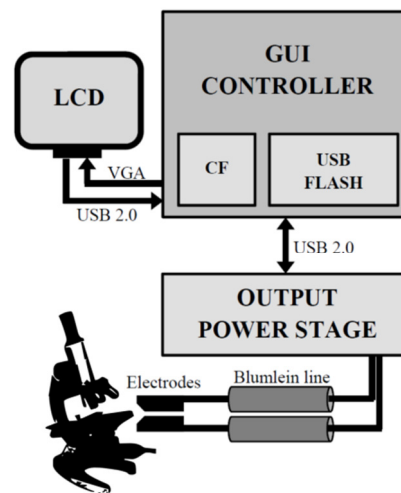 GUI
CONTROLLER
LCD
CF
USB
FLASH
VGA
USB 2.0
USB 2.0
OUTPUT
POWER STAGE
Electrodes
Blumlein line